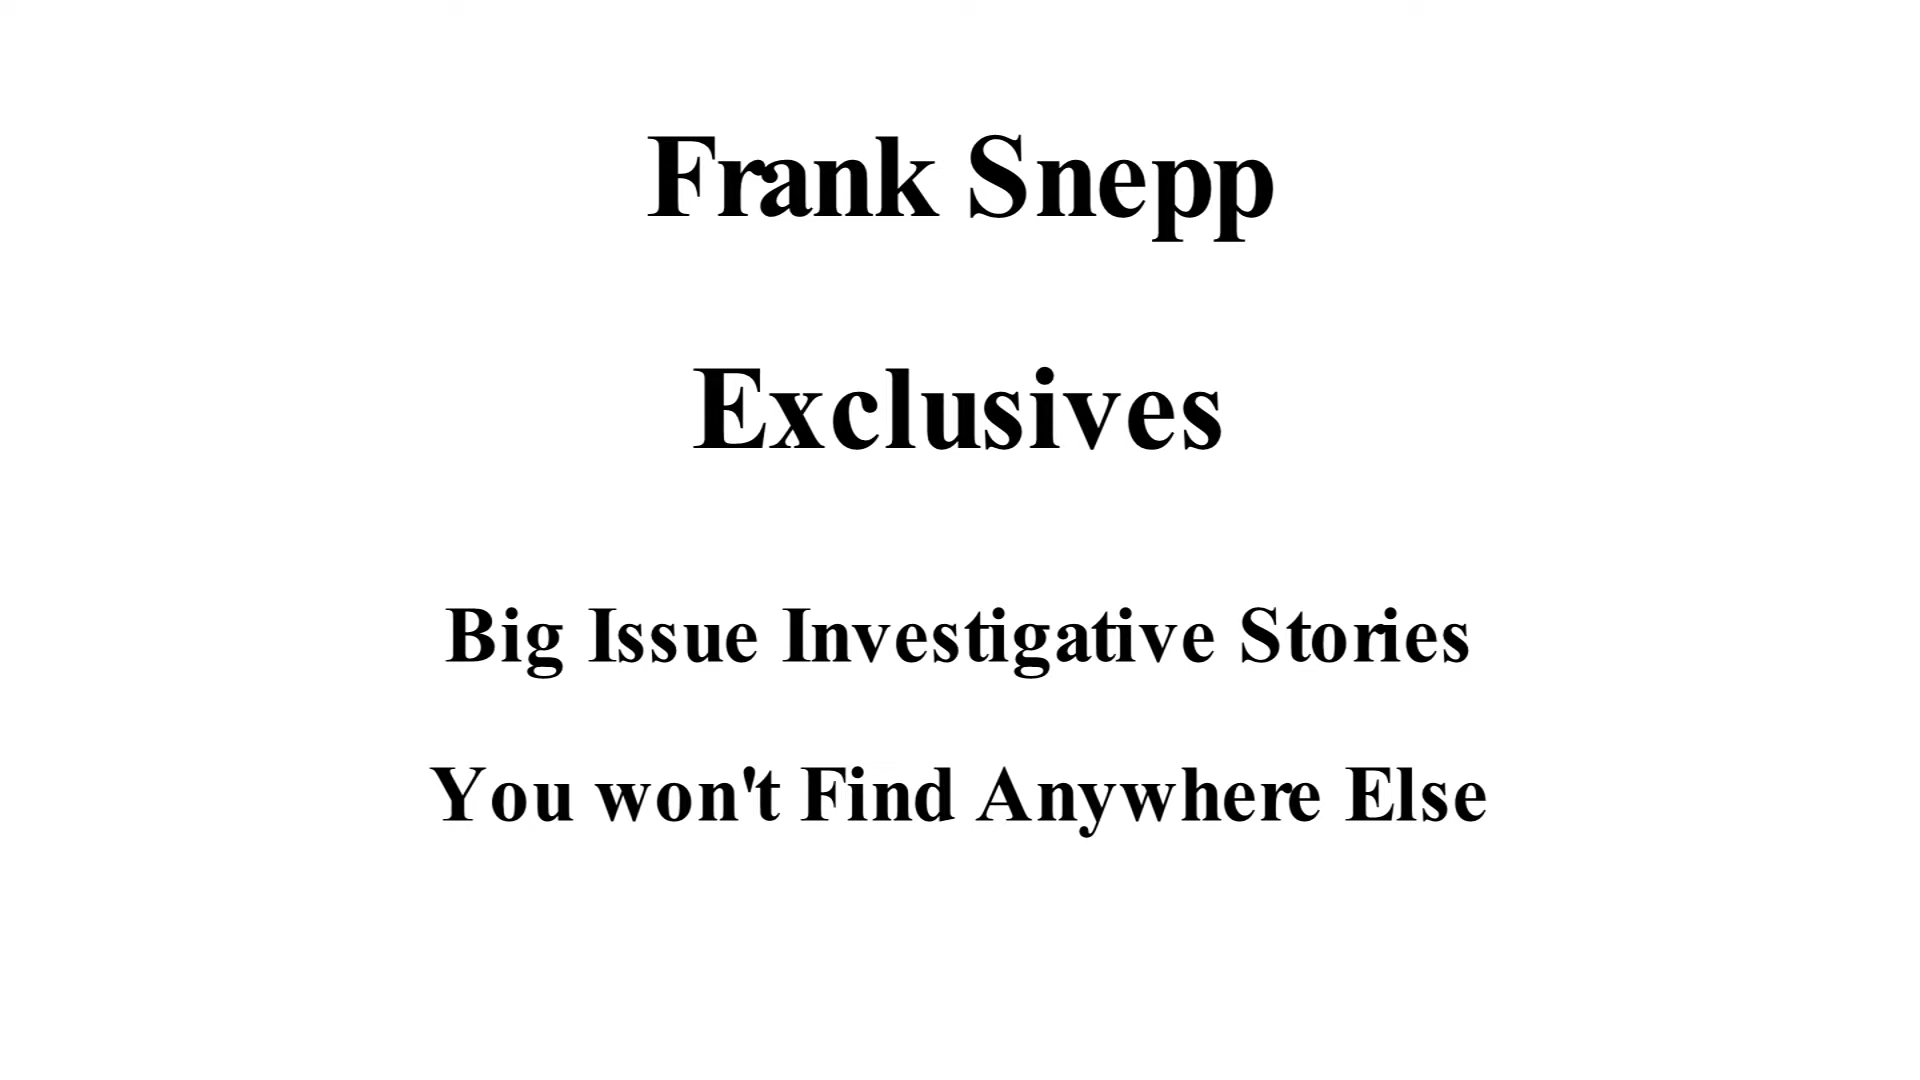 Frank Snepp
Exclusives
Big Issue Investigative Stories
You won't Find Anywhere Else